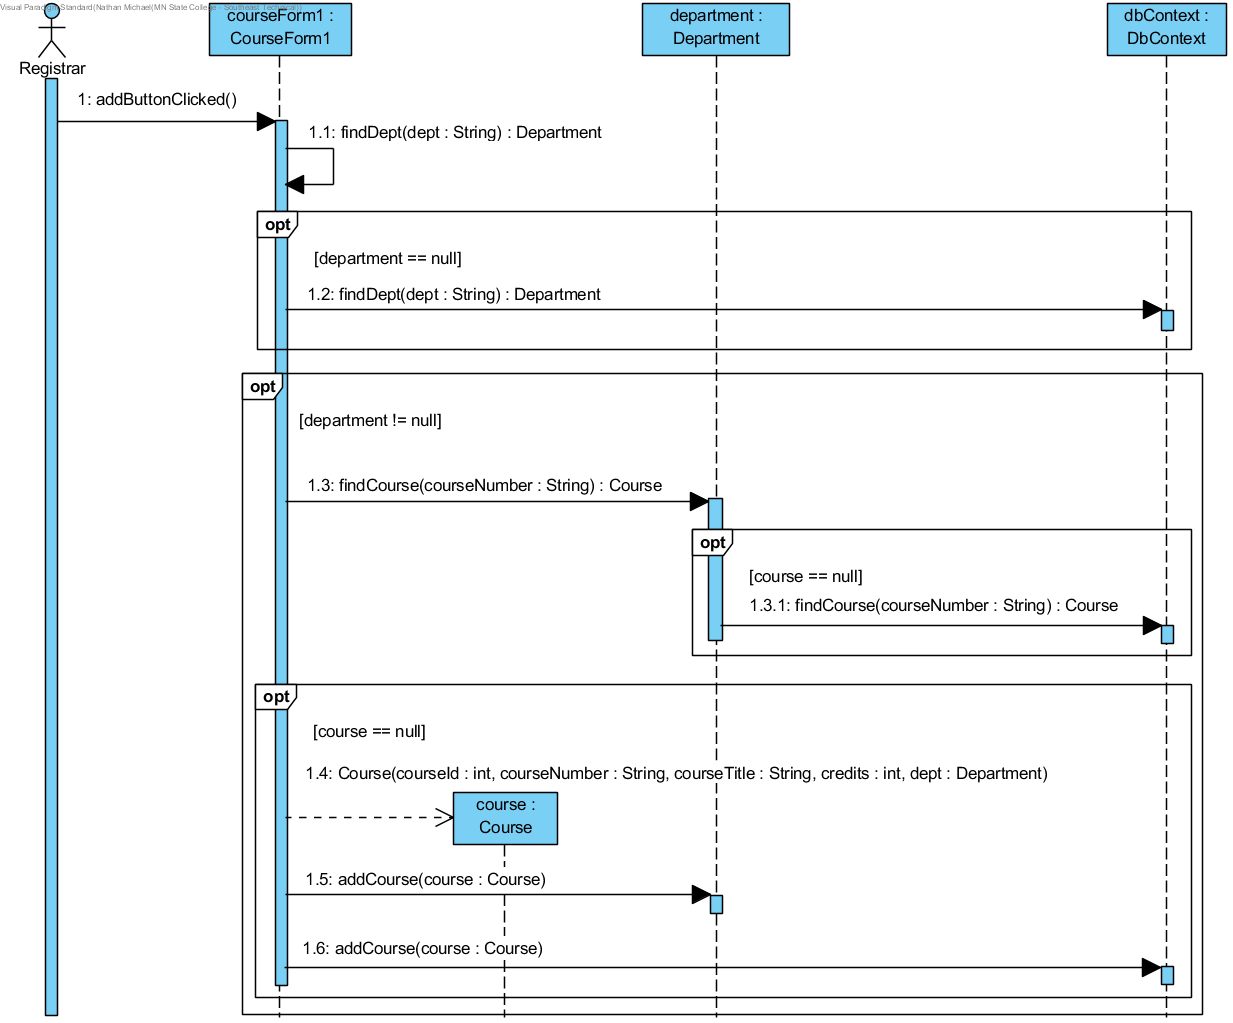 Visual Paradigm Standard(Nathan Michael(MN State College - Southeast Technical))
courseForm1 :
CourseForm1
department :
Department
dbContext :
DbContext
Registrar
1: addButtonClicked()
1.1: findDept(dept : String) : Department
opt
[department == null]
1.2: findDept(dept : String) : Department
opt
[department != null]
1.3: findCourse(courseNumber : String) : Course
opt
[course == null]
1.3.1: findCourse(courseNumber : String) : Course
opt
[course == null]
1.4: Course(courseId : int, courseNumber : String, courseTitle : String, credits : int, dept : Department)
course :
Course
1.5: addCourse(course : Course)
1.6: addCourse(course : Course)